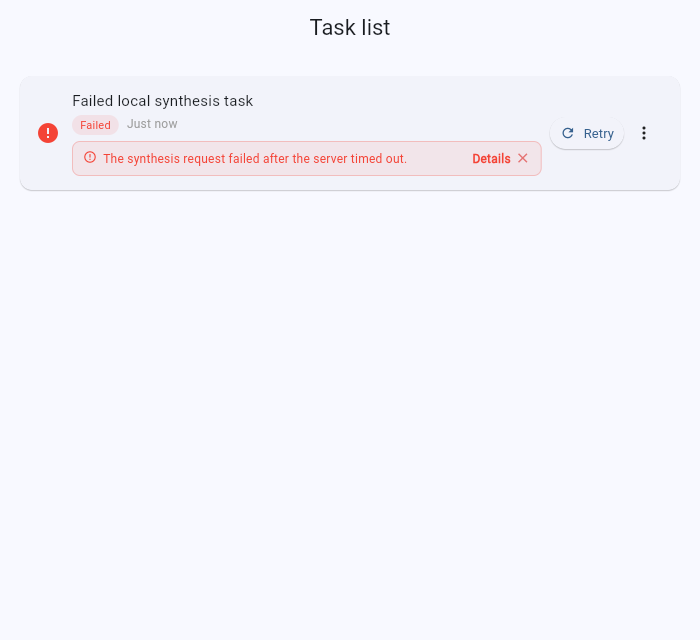 Task list
Failed local synthesis task
Failed Just now
The synthesis request failed after the server timed out. Details
Retry